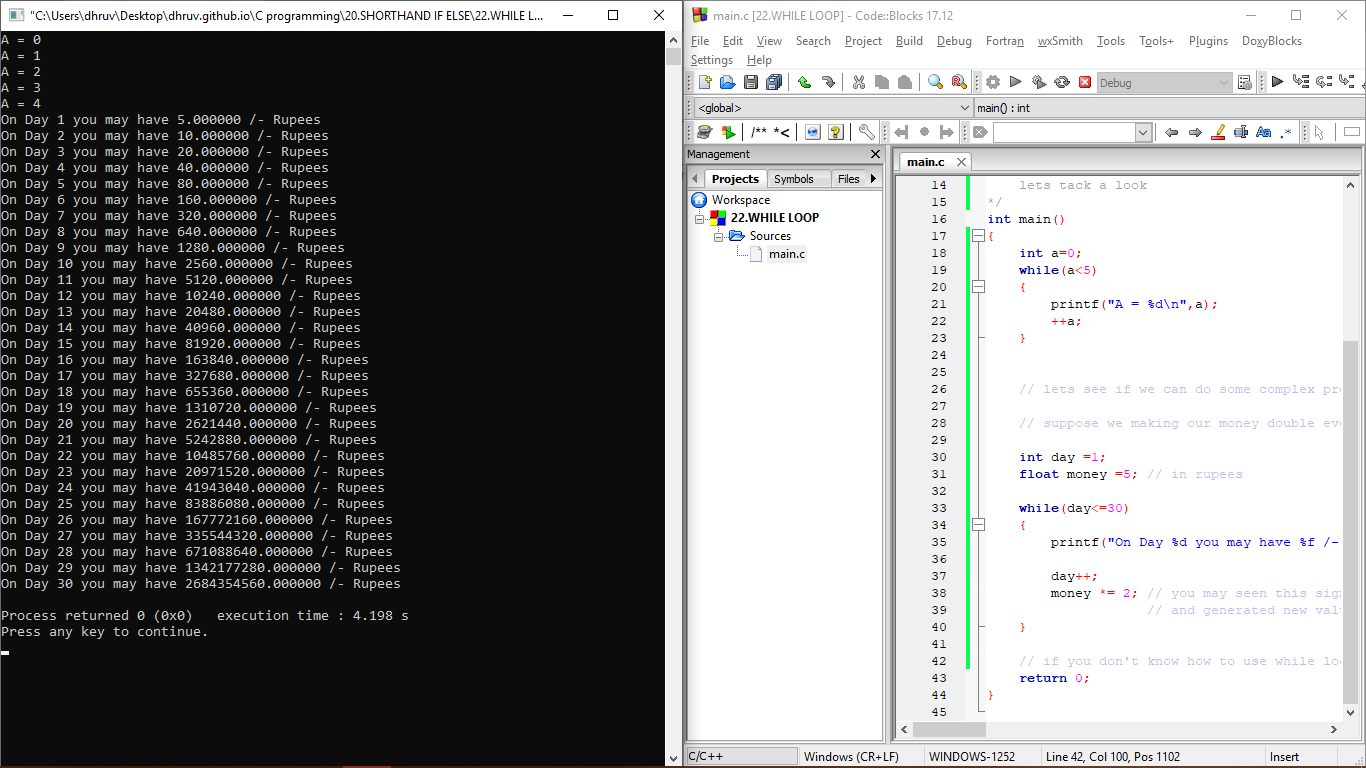 "C:\Users\dhruv\Desktop\dhruv.github.io\C programming\20.SHORTHAND IF ELSE\22.WHILE L...
A = 0
A = 1
A = 2
A = 3
A = 4
On Day 1 you may have 5.000000 /- Rupees
On Day 2 you may have 10.000000 /- Rupees
On Day 3 you may have 20.000000 /- Rupees
On Day 4 you may have 40.000000 /- Rupees
On Day 5 you may have 80.000000 /- Rupees
On Day 6 you may have 160.000000 /- Rupees
On Day 7 you may have 320.000000 /- Rupees
On Day 8 you may have 640.000000 /- Rupees
On Day 9 you may have 1280.000000 /- Rupees
On Day 10 you may have 2560.000000 /- Rupees
On Day 11 you may have 5120.000000 /- Rupees
On Day 12 you may have 10240.000000 /- Rupees
On Day 13 you may have 20480.000000 /- Rupees
On Day 14 you may have 40960.000000 /- Rupees
On Day 15 you may have 81920.000000 /- Rupees
On Day 16 you may have 163840.000000 /- Rupees
On Day 17 you may have 327680.000000 /- Rupees
On Day 18 you may have 655360.000000 /- Rupees
On Day 19 you may have 1310720.000000 /- Rupees
On Day 20 you may have 2621440.000000 /- Rupees
On Day 21 you may have 5242880.000000 /- Rupees
On Day 22 you may have 10485760.000000 /- Rupees
On Day 23 you may have 20971520.000000 /- Rupees
On Day 24 you may have 41943040.000000 /- Rupees
On Day 25 you may have 83886080.000000 /- Rupees
On Day 26 you may have 167772160.000000 /- Rupees
On Day 27 you may have 335544320.000000 /- Rupees
On Day 28 you may have 671088640.000000 /- Rupees
On Day 29 you may have 1342177280.000000 /- Rupees
On Day 30 you may have 2684354560.000000 /- Rupees
Process returned 0 (0x0)   execution time : 4.198 s
Press any key to continue.
main.c [22.WHILE LOOP] - Code::Blocks 17.12
File Edit View Search Project Build Debug Fortran wxSmith Tools Tools+ Plugins DoxyBlocks
Settings Help
Debug
<global> main() : int
/** *<
Aa .*
Management
Projects Symbols Files
Workspace
22.WHILE LOOP
Sources
main.c
main.c
14 lets tack a look
15 */
16 int main()
17 {
18 int a=0;
19 while(a<5)
20 {
21 printf("A = %d\n",a);
22 ++a;
23 }
24
25
26 // lets see if we can do some complex pr
27
28 // suppose we making our money double eve
29
30 int day =1;
31 float money =5; // in rupees
32
33 while(day<=30)
34 {
35 printf("On Day %d you may have %f /-
36
37 day++;
38 money *= 2; // you may seen this sig
39 // and generated new val
40 }
41
42 // if you don't know how to use while lo
43 return 0;
44 }
45
C/C++ Windows (CR+LF) WINDOWS-1252 Line 42, Col 100, Pos 1102 Insert